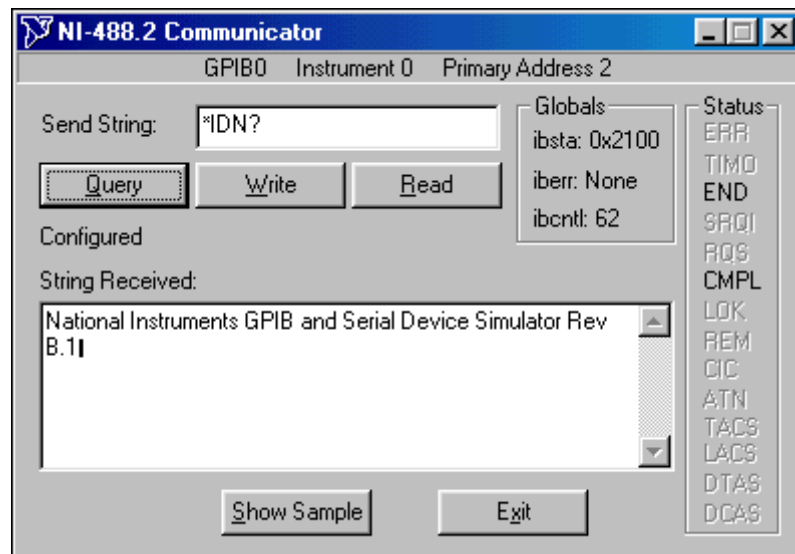 NI-488.2 Communicator
GPIB0 Instrument 0 Primary Address 2
Send String: *IDN?
Query Write Read
Configured
String Received:
National Instruments GPIB and Serial Device Simulator Rev
B.1
Show Sample Exit
Globals
ibsta: 0x2100
iberr: None
ibcntl: 62
Status
ERR
TIMO
END
SRQI
RQS
CMPL
LOK
REM
CIC
ATN
TACS
LACS
DTAS
DCAS